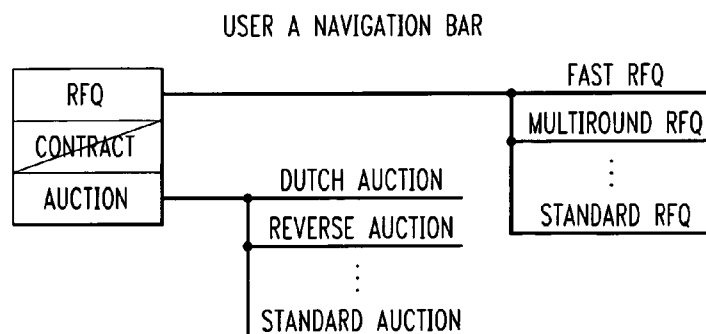 USER A NAVIGATION BAR
RFQ
CONTRACT
AUCTION
FAST RFQ
MULTIROUND RFQ
STANDARD RFQ
DUTCH AUCTION
REVERSE AUCTION
STANDARD AUCTION